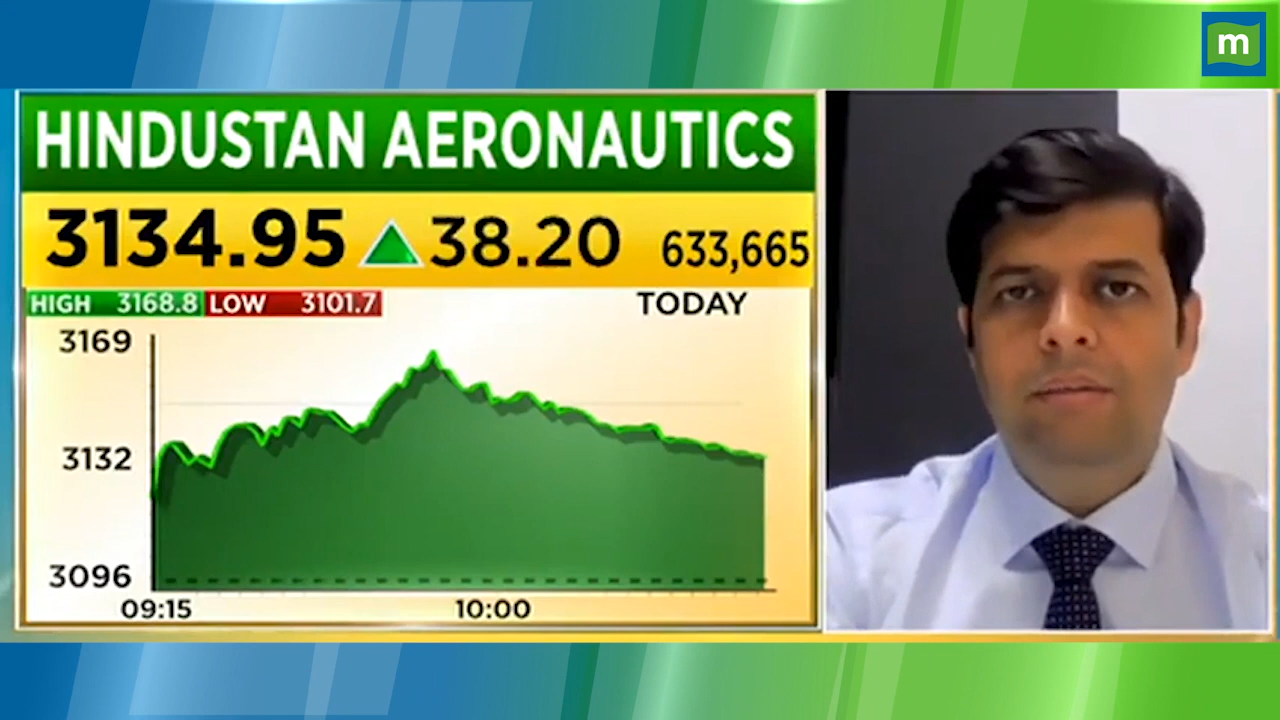 m
HINDUSTAN AERONAUTICS
3134.95 ▲ 38.20 633,665
HIGH 3168.8 LOW 3101.7 TODAY
3169
3132
3096
09:15 10:00